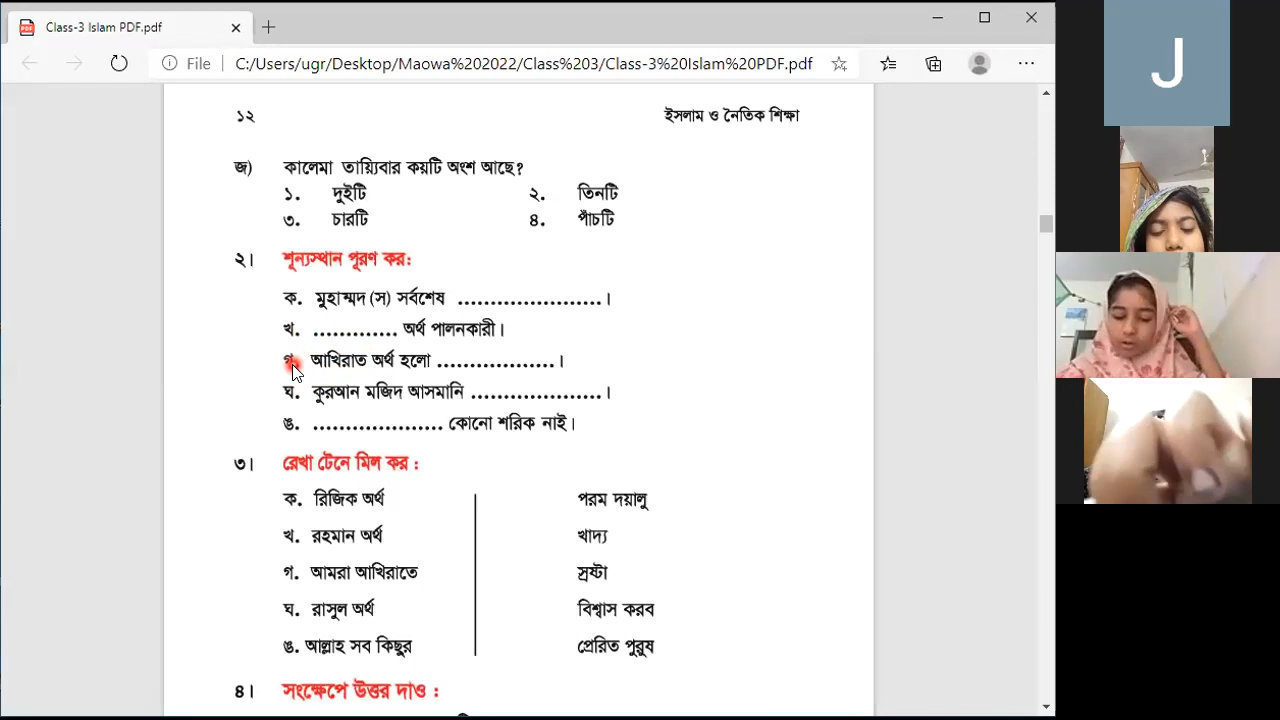 Class-3 Islam PDF.pdf
File C:/Users/ugr/Desktop/Maowa%202022/Class%203/Class-3%20Islam%20PDF.pdf
J
১২ ইসলাম ও নৈতিক শিক্ষা
জ) কালেমা তায়্যিবার কয়টি অংশ আছে?
১. দুইটি ২. তিনটি
৩. চারটি ৪. পাঁচটি
২। শূন্যস্থান পূরণ কর:
ক. মুহাম্মদ (স) সর্বশেষ ......................।
খ. ............. অর্থ পালনকারী।
গ. আখিরাত অর্থ হলো ..................।
ঘ. কুরআন মজিদ আসমানি ....................।
ঙ. .................... কোনো শরিক নাই।
৩। রেখা টেনে মিল কর :
ক. রিজিক অর্থ পরম দয়ালু
খ. রহমান অর্থ খাদ্য
গ. আমরা আখিরাতে স্রষ্টা
ঘ. রাসুল অর্থ বিশ্বাস করব
ঙ. আল্লাহ সব কিছুর প্রেরিত পুরুষ
৪। সংক্ষেপে উত্তর দাও :